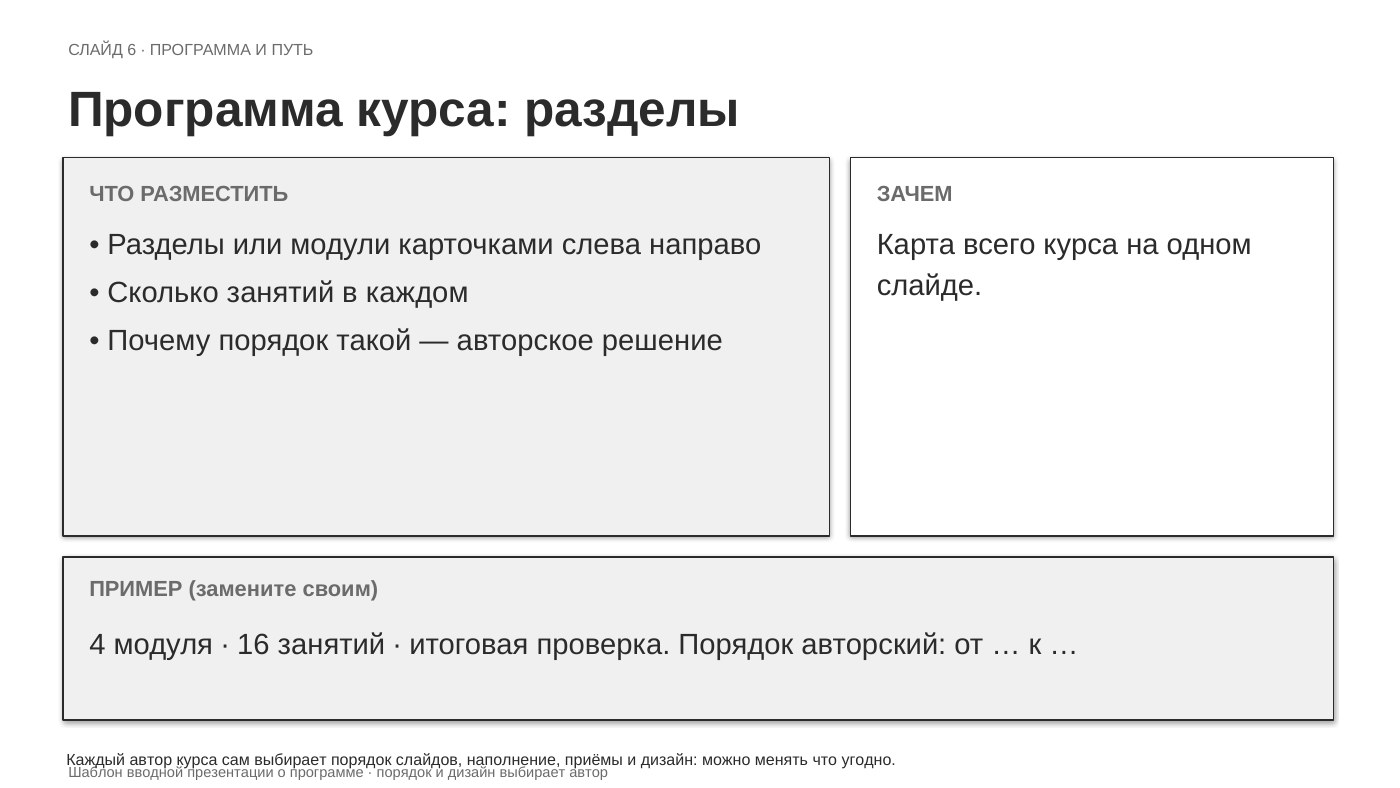 СЛАЙД 6 · ПРОГРАММА И ПУТЬ
Программа курса: разделы
ЧТО РАЗМЕСТИТЬ
• Разделы или модули карточками слева направо
• Сколько занятий в каждом
• Почему порядок такой — авторское решение
ЗАЧЕМ
Карта всего курса на одном
слайде.
ПРИМЕР (замените своим)
4 модуля · 16 занятий · итоговая проверка. Порядок авторский: от … к …
Каждый автор курса сам выбирает порядок слайдов, наполнение, приёмы и дизайн: можно менять что угодно.
Шаблон вводной презентации о программе · порядок и дизайн выбирает автор